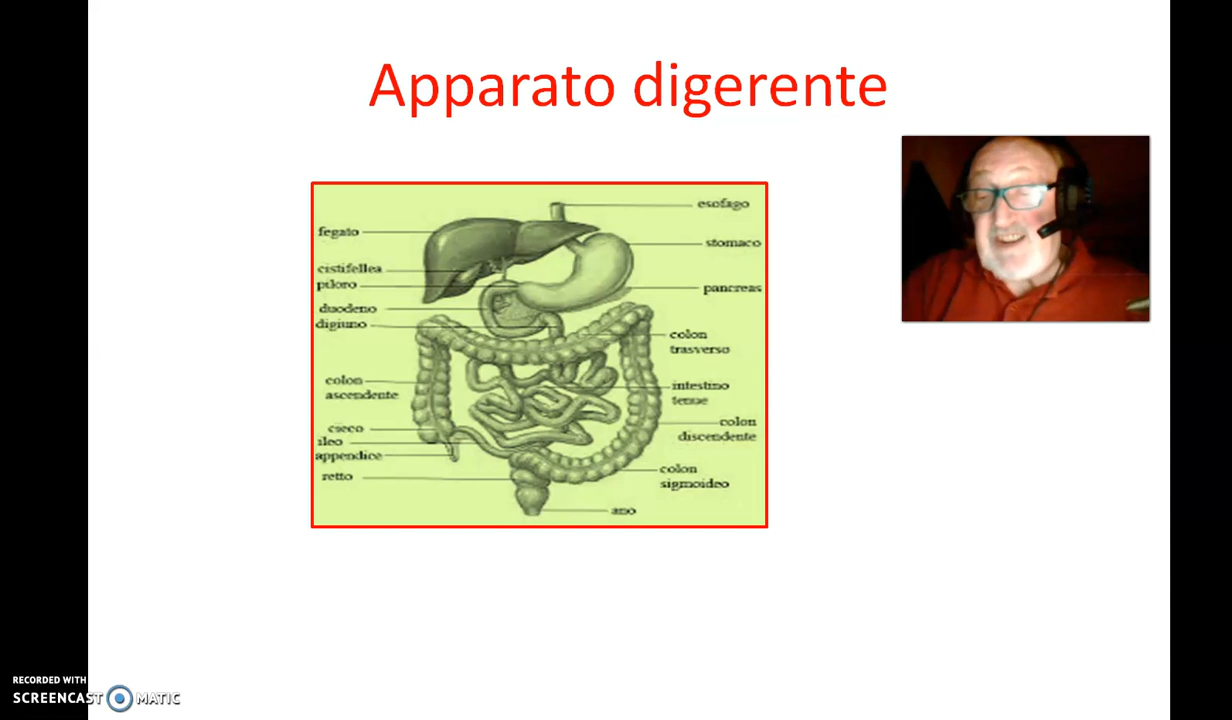 Apparato digerente
esofago
fegato
stomaco
cistifellea
piloro
pancreas
duodeno
digiuno
colon
trasverso
colon
ascendente
intestino
tenue
cieco
colon
discendente
ileo
appendice
retto
colon
sigmoideo
ano
RECORDED WITH
SCREENCAST MATIC